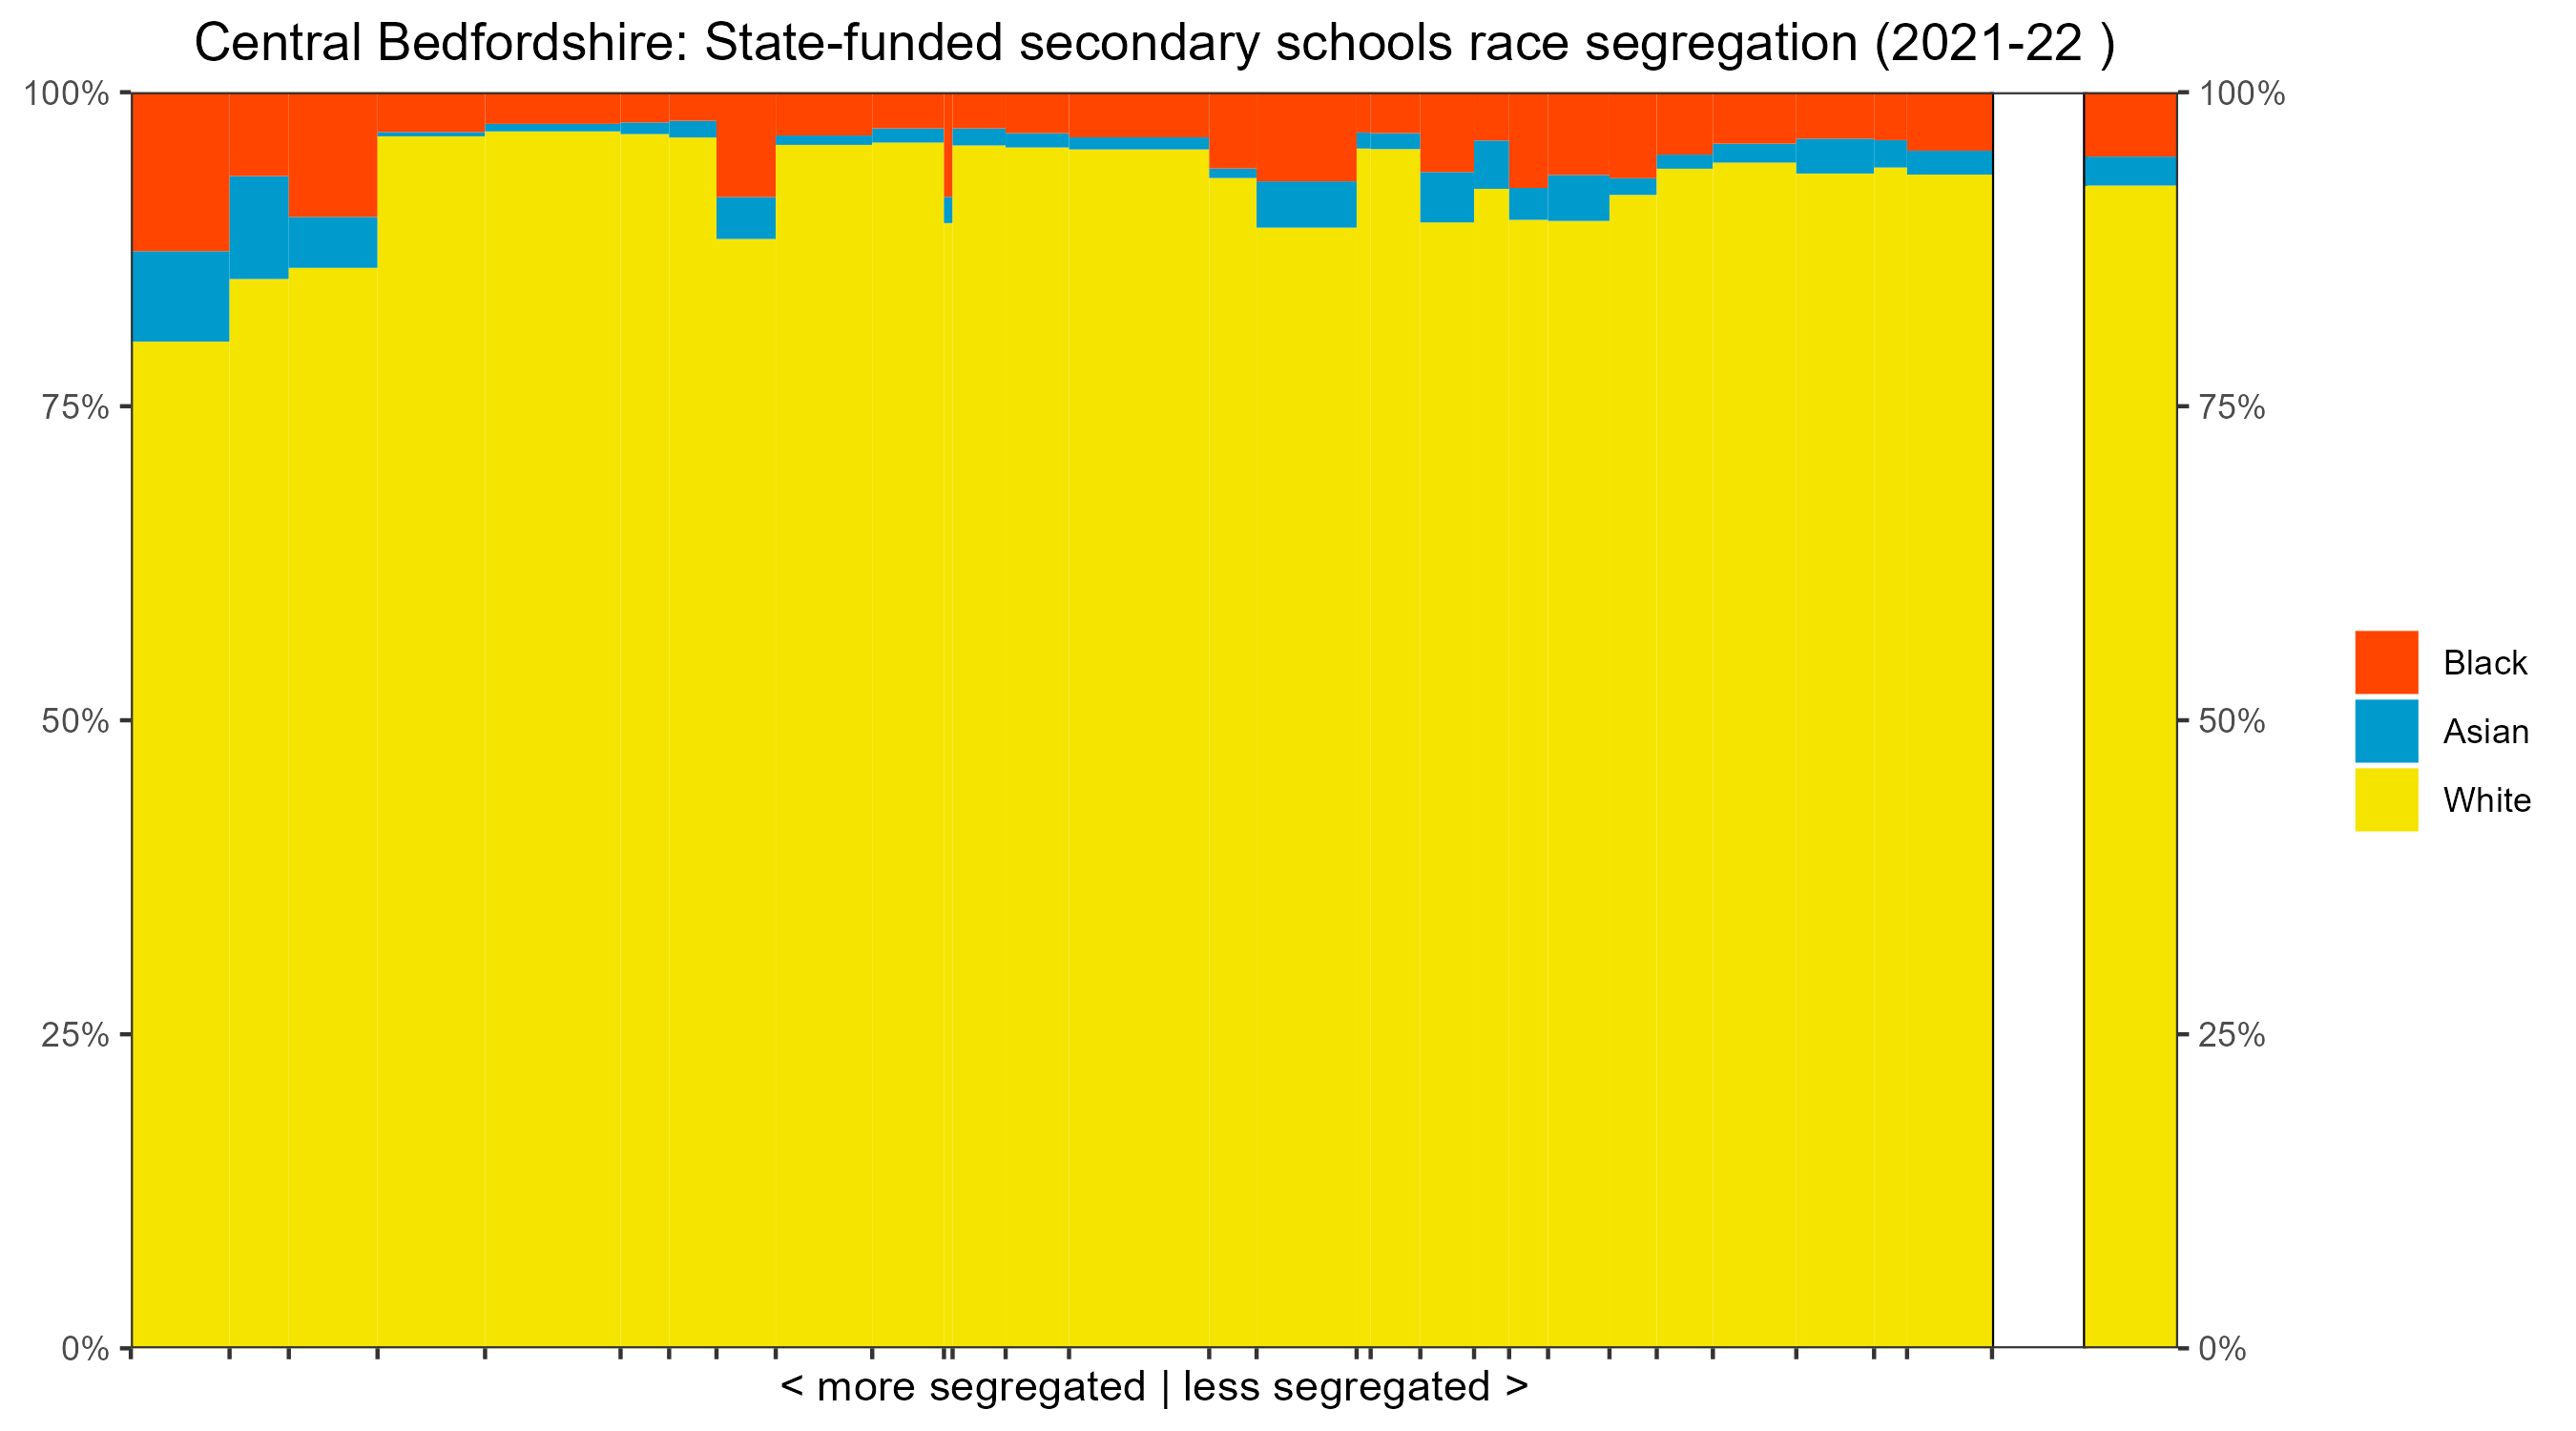 Central Bedfordshire: State-funded secondary schools race segregation (2021-22 )
100%
100%
75%
75%
50%
50%
25%
25%
0%
0%
Black
Asian
White
< more segregated | less segregated >